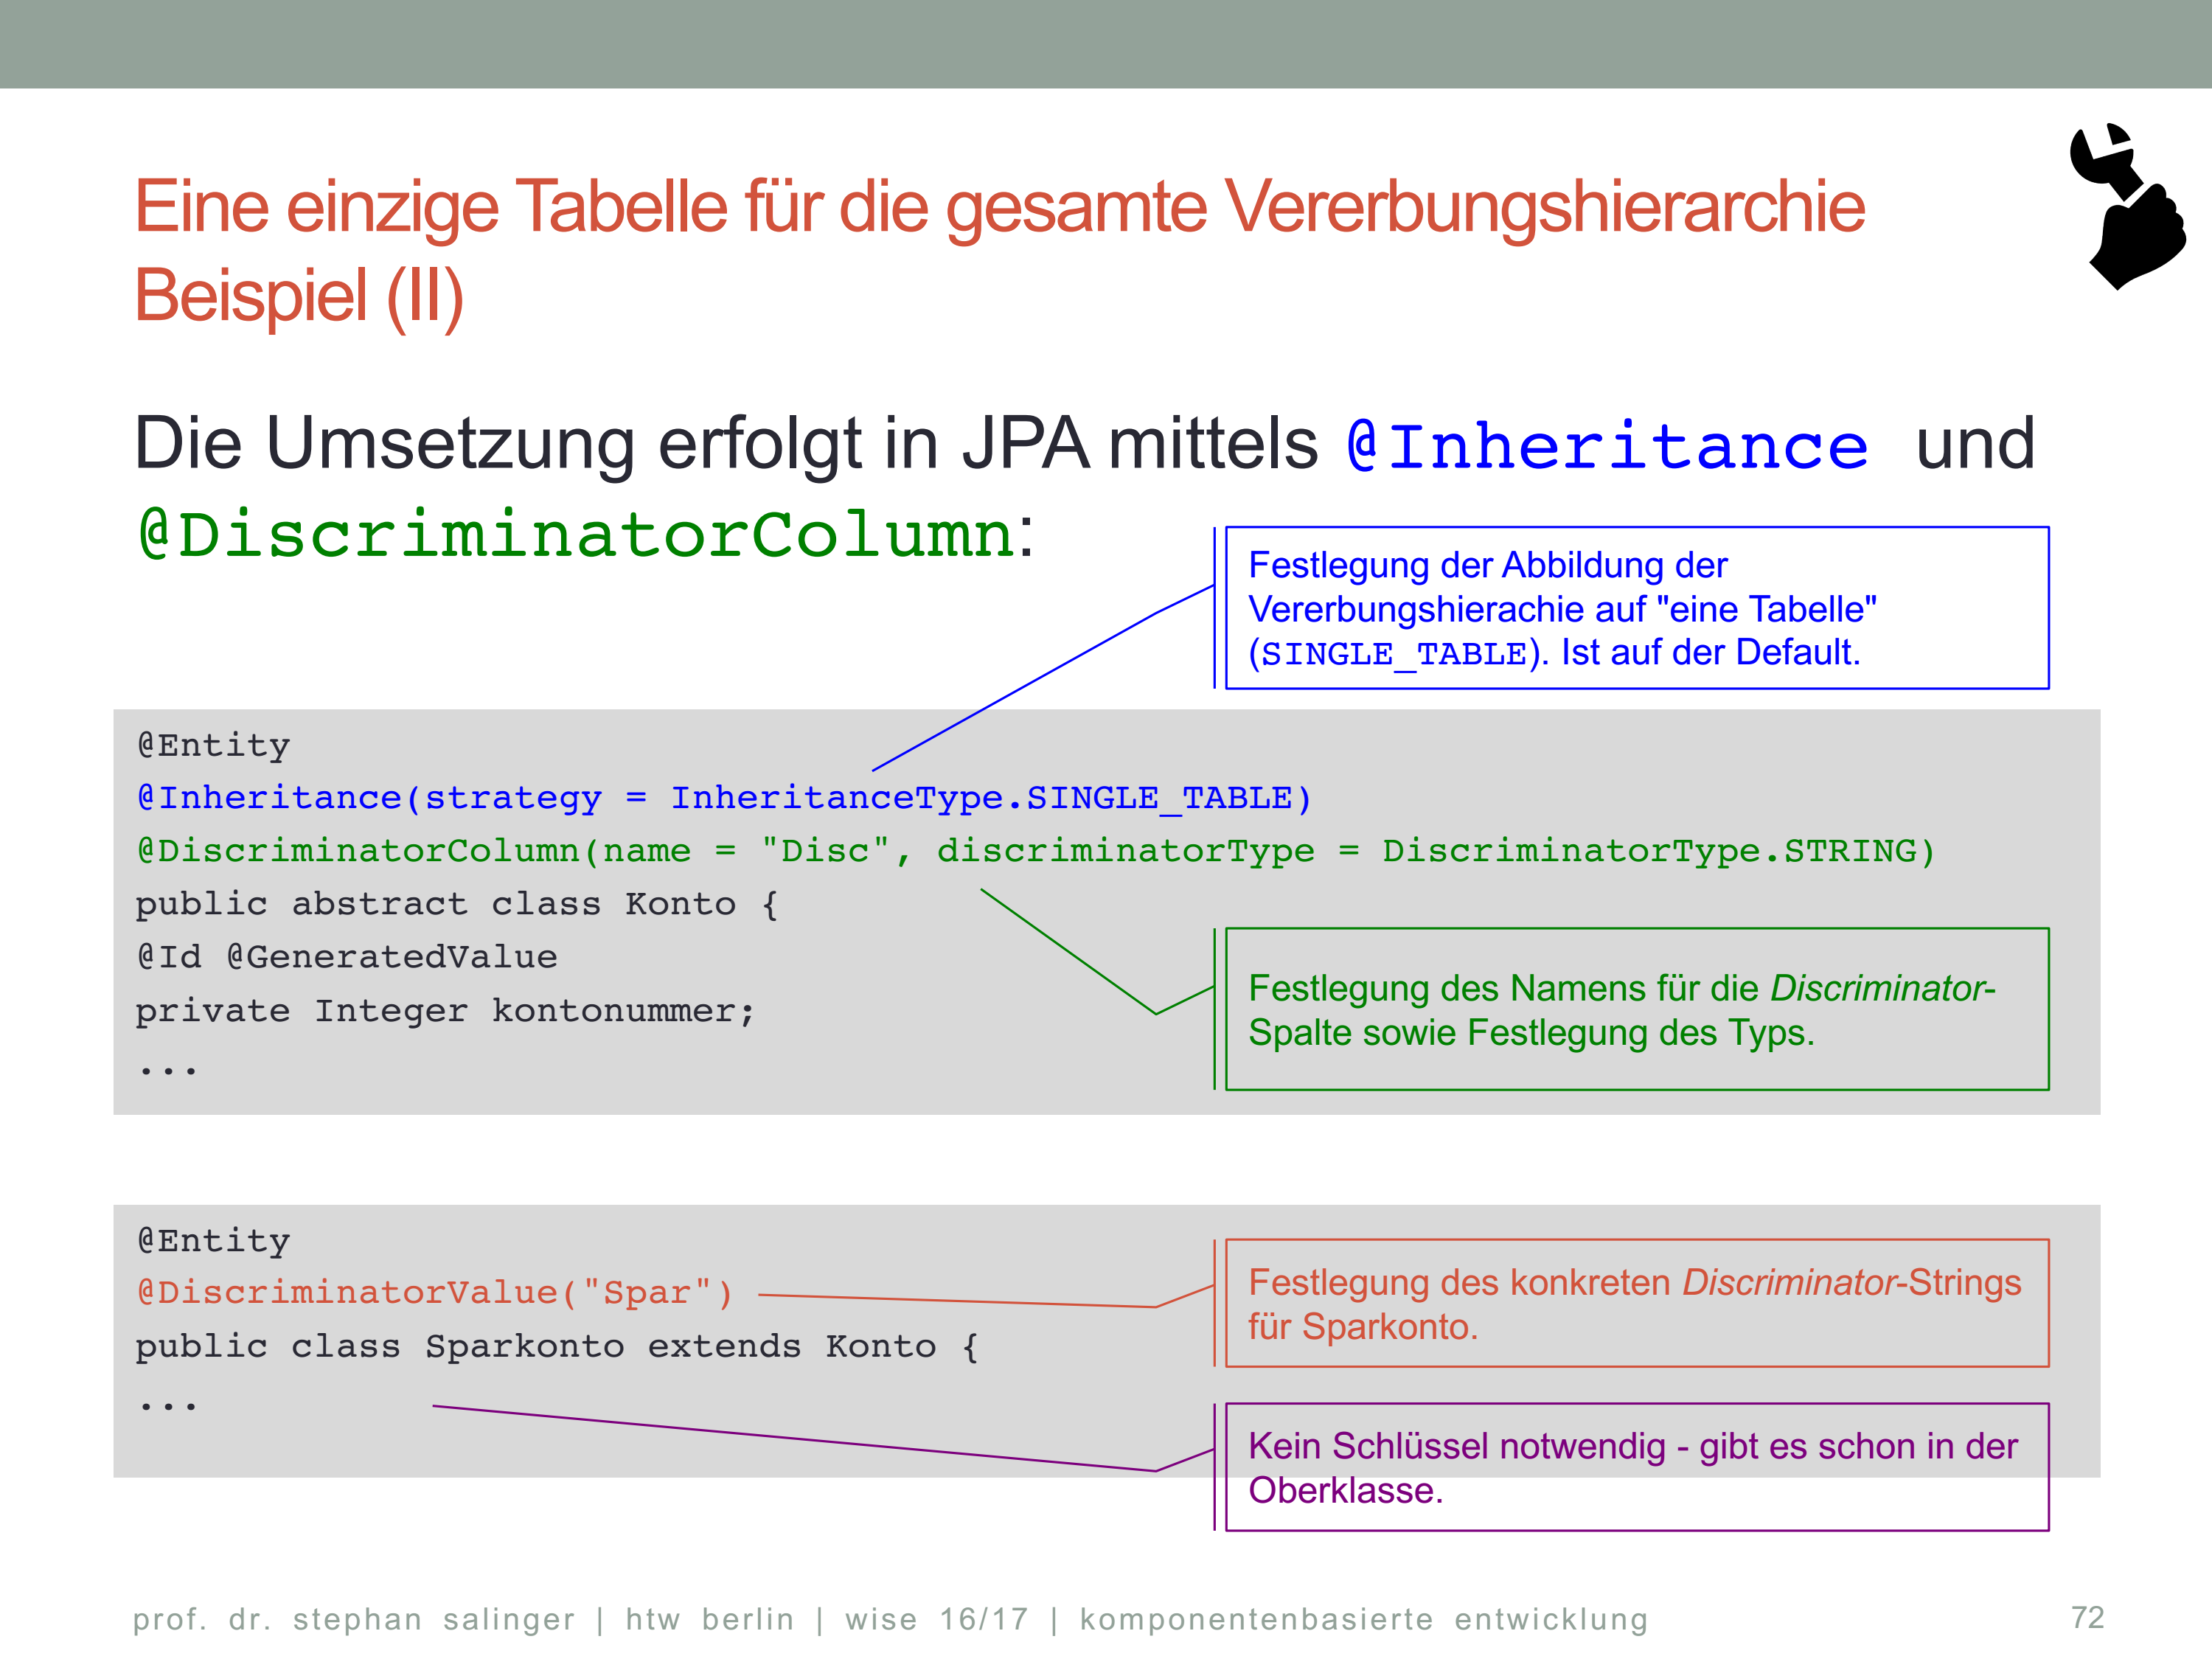 Eine einzige Tabelle für die gesamte Vererbungshierarchie
Beispiel (II)
Die Umsetzung erfolgt in JPA mittels @Inheritance und
@DiscriminatorColumn:
Festlegung der Abbildung der
Vererbungshierachie auf "eine Tabelle"
(SINGLE_TABLE). Ist auf der Default.
@Entity
@Inheritance(strategy = InheritanceType.SINGLE_TABLE)
@DiscriminatorColumn(name = "Disc", discriminatorType = DiscriminatorType.STRING)
public abstract class Konto {
@Id @GeneratedValue
private Integer kontonummer;
...
Festlegung des Namens für die Discriminator-
Spalte sowie Festlegung des Typs.
@Entity
@DiscriminatorValue("Spar")
public class Sparkonto extends Konto {
...
Festlegung des konkreten Discriminator-Strings
für Sparkonto.
Kein Schlüssel notwendig - gibt es schon in der
Oberklasse.
prof. dr. stephan salinger | htw berlin | wise 16/17 | komponentenbasierte entwicklung
72